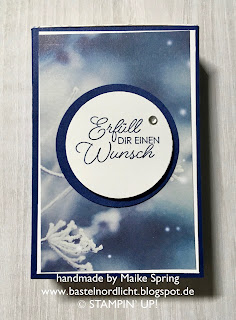 Erfüll
DIR EINEN
Wunsch
handmade by Maike Spring
www.bastelnordlicht.blogspot.de
© STAMPIN' UP!